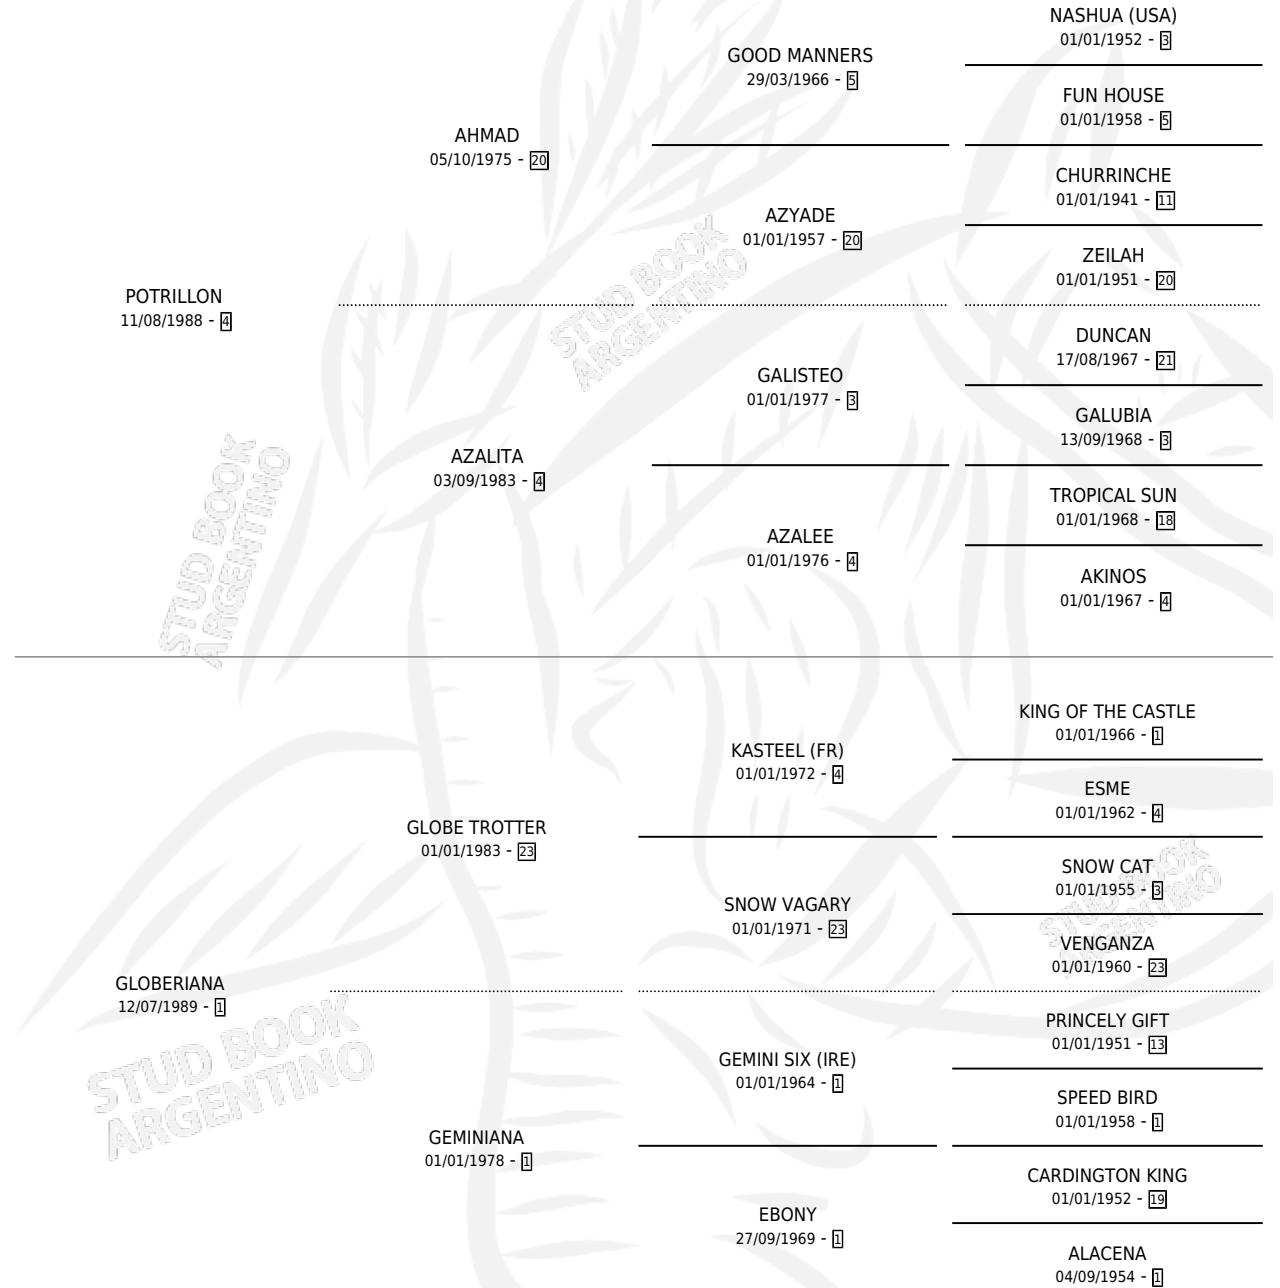 NASHUA (USA)
01/01/1952 - 3
GOOD MANNERS
29/03/1966 - 5
FUN HOUSE
01/01/1958 - 5
AHMAD
05/10/1975 - 20
CHURRINCHE
01/01/1941 - 11
AZYADE
01/01/1957 - 20
ZEILAH
01/01/1951 - 20
POTRILLON
11/08/1988 - 4
STUD BOOK
ARGENTINO
DUNCAN
17/08/1967 - 21
GALISTEO
01/01/1977 - 3
GALUBIA
13/09/1968 - 3
AZALITA
03/09/1983 - 4
TROPICAL SUN
01/01/1968 - 18
AZALEE
01/01/1976 - 4
AKINOS
01/01/1967 - 4
STUD BOOK
ARGENTINO
KING OF THE CASTLE
01/01/1966 - 1
KASTEEL (FR)
01/01/1972 - 4
ESME
01/01/1962 - 4
GLOBE TROTTER
01/01/1983 - 23
SNOW CAT
01/01/1955 - 3
SNOW VAGARY
01/01/1971 - 23
STUD BOOK
ARGENTINO
VENGANZA
01/01/1960 - 23
GLOBERIANA
12/07/1989 - 1
PRINCELY GIFT
01/01/1951 - 13
STUD BOOK
ARGENTINO
GEMINI SIX (IRE)
01/01/1964 - 1
SPEED BIRD
01/01/1958 - 1
GEMINIANA
01/01/1978 - 1
CARDINGTON KING
01/01/1952 - 19
EBONY
27/09/1969 - 1
ALACENA
04/09/1954 - 1